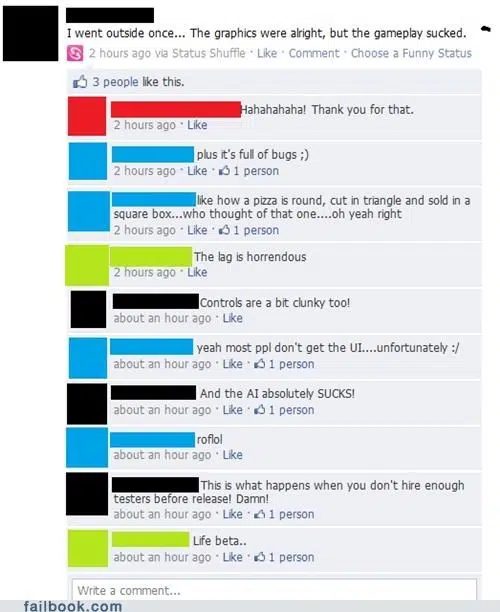 I went outside once... The graphics were alright, but the gameplay sucked.
2 hours ago via Status Shuffle · Like · Comment · Choose a Funny Status
3 people like this.
Hahahahaha! Thank you for that.
2 hours ago · Like
plus it's full of bugs ;)
2 hours ago · Like · 1 person
like how a pizza is round, cut in triangle and sold in a
square box...who thought of that one....oh yeah right
2 hours ago · Like · 1 person
The lag is horrendous
2 hours ago · Like
Controls are a bit clunky too!
about an hour ago · Like
yeah most ppl don't get the UI....unfortunately :/
about an hour ago · Like · 1 person
And the AI absolutely SUCKS!
about an hour ago · Like · 1 person
roflol
about an hour ago · Like
This is what happens when you don't hire enough
testers before release! Damn!
about an hour ago · Like · 1 person
Life beta..
about an hour ago · Like · 1 person
Write a comment...
failbook.com